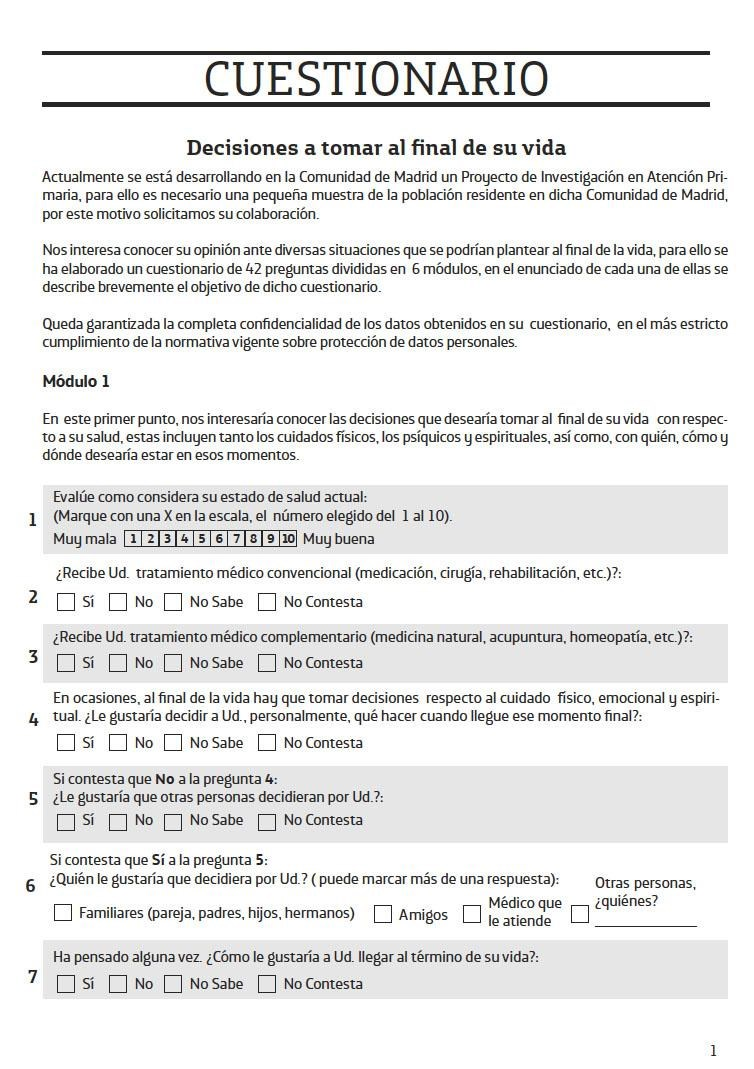 CUESTIONARIO
Decisiones a tomar al final de su vida
Actualmente se está desarrollando en la Comunidad de Madrid un Proyecto de Investigación en Atención Pri-
maria, para ello es necesario una pequeña muestra de la población residente en dicha Comunidad de Madrid,
por este motivo solicitamos su colaboración.
Nos interesa conocer su opinión ante diversas situaciones que se podrían plantear al final de la vida, para ello se
ha elaborado un cuestionario de 42 preguntas divididas en 6 módulos, en el enunciado de cada una de ellas se
describe brevemente el objetivo de dicho cuestionario.
Queda garantizada la completa confidencialidad de los datos obtenidos en su cuestionario, en el más estricto
cumplimiento de la normativa vigente sobre protección de datos personales.
Módulo 1
En este primer punto, nos interesaría conocer las decisiones que desearía tomar al final de su vida con respec-
to a su salud, estas incluyen tanto los cuidados físicos, los psíquicos y espirituales, así como, con quién, cómo y
dónde desearía estar en esos momentos.
Evalúe como considera su estado de salud actual:
1 (Marque con una X en la escala, el número elegido del 1 al 10).
Muy mala 1 2 3 4 5 6 7 8 9 10 Muy buena
¿Recibe Ud. tratamiento médico convencional (medicación, cirugía, rehabilitación, etc.)?:
2 Sí No No Sabe No Contesta
¿Recibe Ud. tratamiento médico complementario (medicina natural, acupuntura, homeopatía, etc.)?:
3 Sí No No Sabe No Contesta
En ocasiones, al final de la vida hay que tomar decisiones respecto al cuidado físico, emocional y espiri-
4 tual. ¿Le gustaría decidir a Ud., personalmente, qué hacer cuando llegue ese momento final?:
Sí No No Sabe No Contesta
Si contesta que No a la pregunta 4:
5 ¿Le gustaría que otras personas decidieran por Ud.?:
Sí No No Sabe No Contesta
Si contesta que Sí a la pregunta 5:
6 ¿Quién le gustaría que decidiera por Ud.? ( puede marcar más de una respuesta):
Familiares (pareja, padres, hijos, hermanos) Amigos Médico que
le atiende
Otras personas,
¿quiénes?
Ha pensado alguna vez. ¿Cómo le gustaría a Ud. llegar al término de su vida?:
7 Sí No No Sabe No Contesta
1